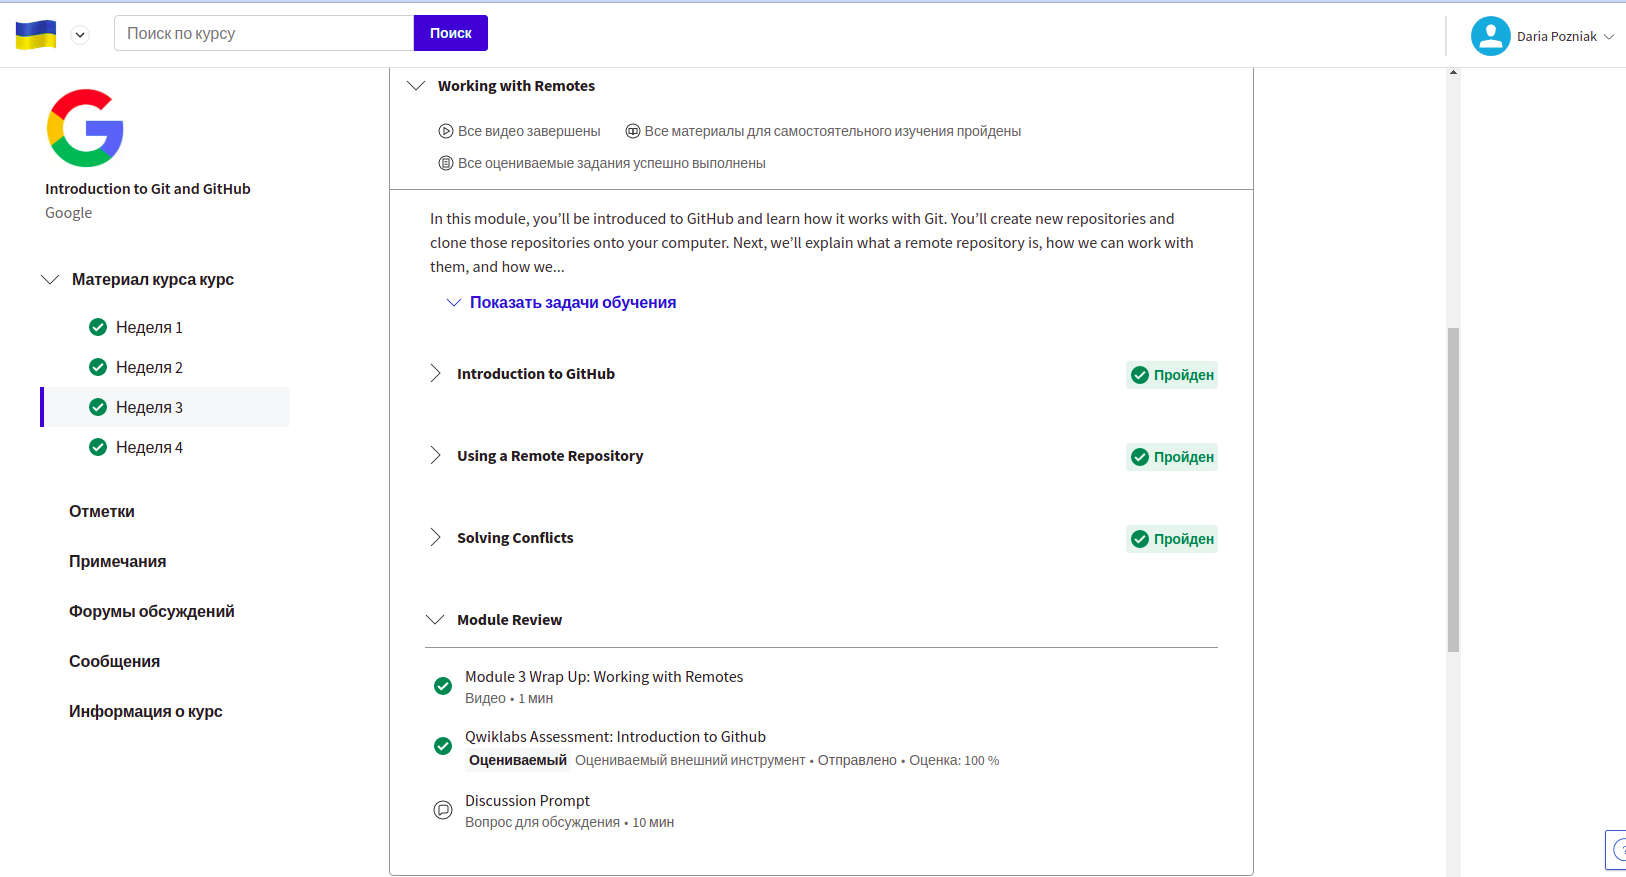 Поиск по курсу
Поиск
Daria Pozniak
Introduction to Git and GitHub
Google
Материал курса курс
Неделя 1
Неделя 2
Неделя 3
Неделя 4
Отметки
Примечания
Форумы обсуждений
Сообщения
Информация о курс
Working with Remotes
Все видео завершены Все материалы для самостоятельного изучения пройдены
Все оцениваемые задания успешно выполнены
In this module, you’ll be introduced to GitHub and learn how it works with Git. You’ll create new repositories and
clone those repositories onto your computer. Next, we’ll explain what a remote repository is, how we can work with
them, and how we...
Показать задачи обучения
Introduction to GitHub Пройден
Using a Remote Repository Пройден
Solving Conflicts Пройден
Module Review
Module 3 Wrap Up: Working with Remotes
Видео • 1 мин
Qwiklabs Assessment: Introduction to Github
Оцениваемый Оцениваемый внешний инструмент • Отправлено • Оценка: 100 %
Discussion Prompt
Вопрос для обсуждения • 10 мин
?